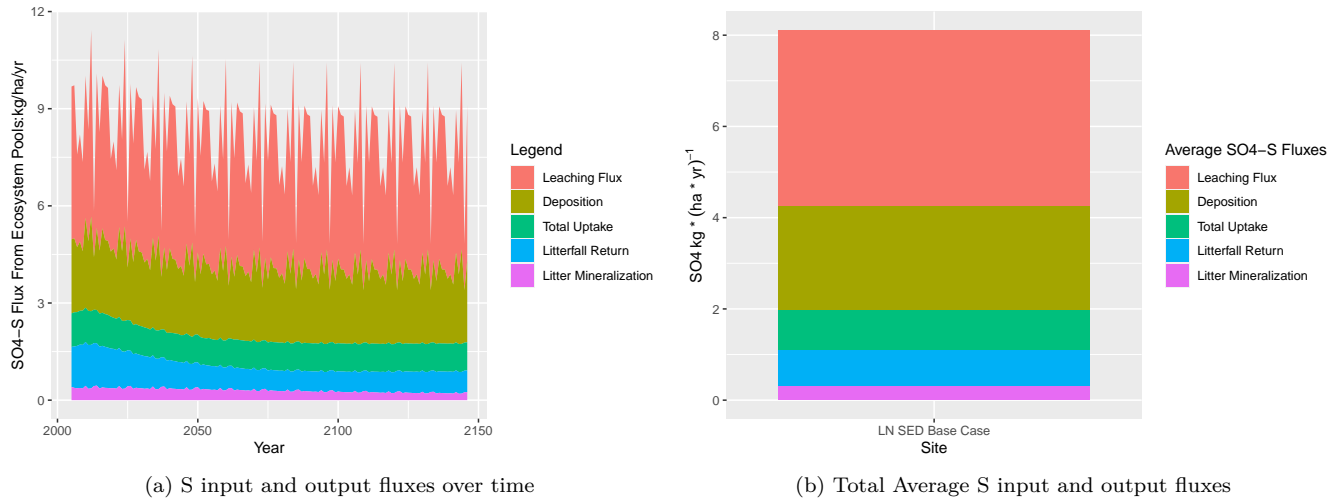 12
9
6
3
0
SO4−S Flux From Ecosystem Pools:kg/ha/yr
2000
2050
2100
2150
Year
Legend
Leaching Flux
Deposition
Total Uptake
Litterfall Return
Litter Mineralization
(a) S input and output fluxes over time
8
6
4
2
0
SO4 kg * (ha * yr)⁻¹
LN SED Base Case
Site
Average SO4−S Fluxes
Leaching Flux
Deposition
Total Uptake
Litterfall Return
Litter Mineralization
(b) Total Average S input and output fluxes